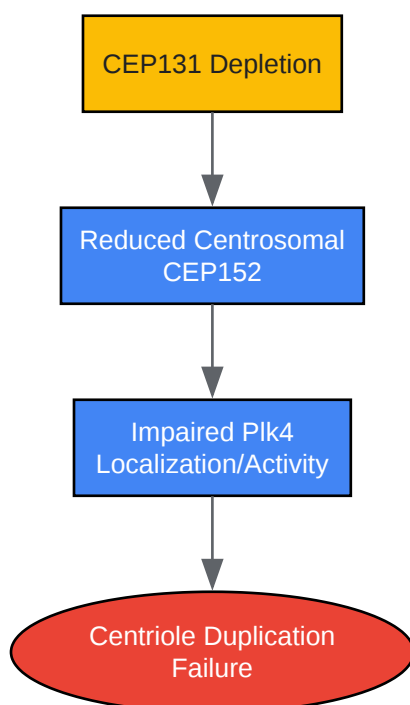 CEP131 Depletion
Reduced Centrosomal
CEP152
Impaired Plk4
Localization/Activity
Centriole Duplication
Failure